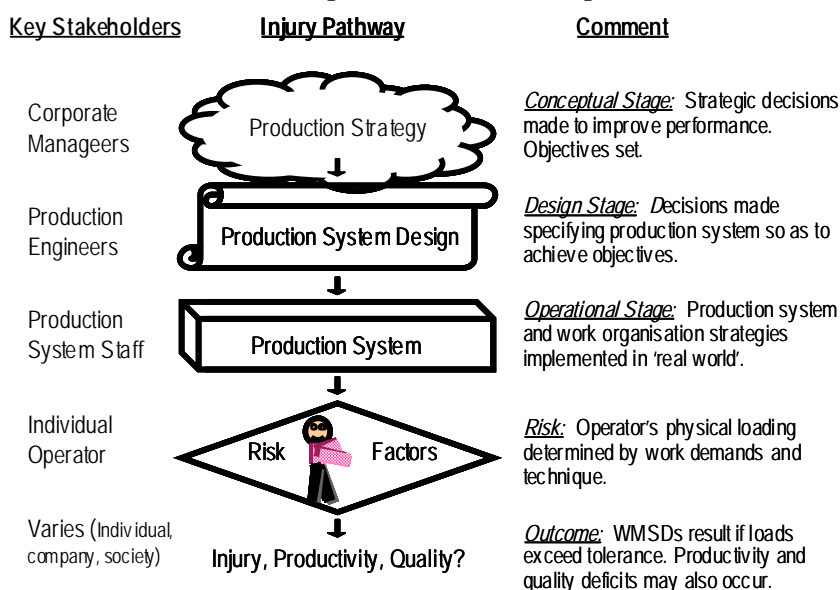 Key Stakeholders Injury Pathway Comment
Corporate
Manageers
Production Strategy
Conceptual Stage: Strategic decisions
made to improve performance.
Objectives set.
Production
Engineers
Production System Design
Design Stage: Decisions made
specifying production system so as to
achieve objectives.
Production
System Staff
Production System
Operational Stage: Production system
and work organisation strategies
implemented in 'real world'.
Individual
Operator
Risk Factors
Risk: Operator's physical loading
determined by work demands and
technique.
Varies (Individual,
company, society)
Injury, Productivity, Quality?
Outcome: WMSDs result if loads
exceed tolerance. Productivity and
quality deficits may also occur.